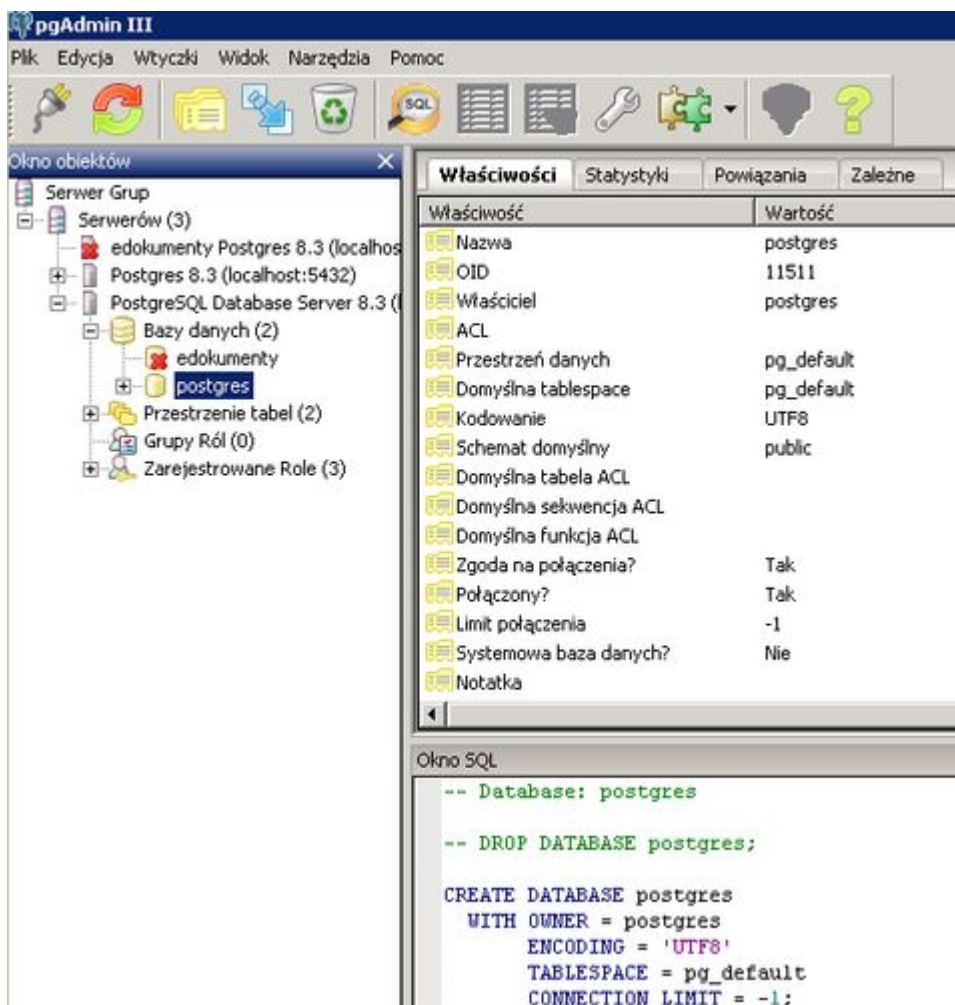 pgAdmin III
Plik Edycja Wtyczki Widok Narzędzia Pomoc
SQL
Okno obiektów
Serwer Grup
Serwerów (3)
edokumenty Postgres 8.3 (localhos
Postgres 8.3 (localhost:5432)
PostgreSQL Database Server 8.3 (l
Bazy danych (2)
edokumenty
postgres
Przestrzenie tabel (2)
Grupy Ról (0)
Zarejestrowane Role (3)
Właściwości Statystyki Powiązania Zależne
Właściwość Wartość
Nazwa postgres
OID 11511
Właściciel postgres
ACL
Przestrzeń danych pg_default
Domyślna tablespace pg_default
Kodowanie UTF8
Schemat domyślny public
Domyślna tabela ACL
Domyślna sekwencja ACL
Domyślna funkcja ACL
Zgoda na połączenia? Tak
Połączony? Tak
Limit połączenia -1
Systemowa baza danych? Nie
Notatka
Okno SQL
-- Database: postgres
-- DROP DATABASE postgres;
CREATE DATABASE postgres
WITH OWNER = postgres
ENCODING = 'UTF8'
TABLESPACE = pg_default
CONNECTION LIMIT = -1;